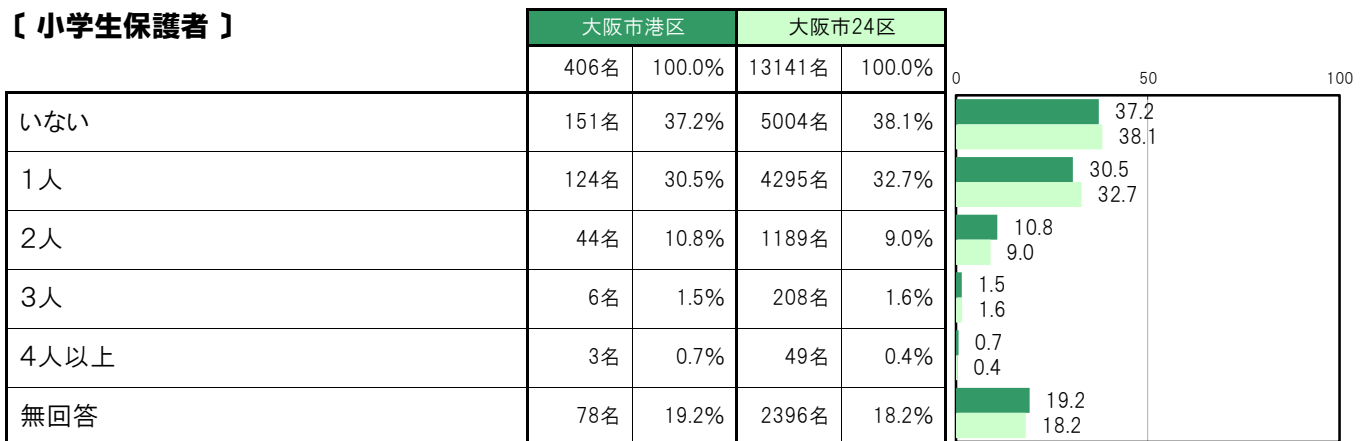 〔 小学生保護者 〕
大阪市港区 大阪市24区
406名 100.0% 13141名 100.0%
0 50 100
いない 151名 37.2% 5004名 38.1%
37.2
38.1
1人 124名 30.5% 4295名 32.7%
30.5
32.7
2人 44名 10.8% 1189名 9.0%
10.8
9.0
3人 6名 1.5% 208名 1.6%
1.5
1.6
4人以上 3名 0.7% 49名 0.4%
0.7
0.4
無回答 78名 19.2% 2396名 18.2%
19.2
18.2